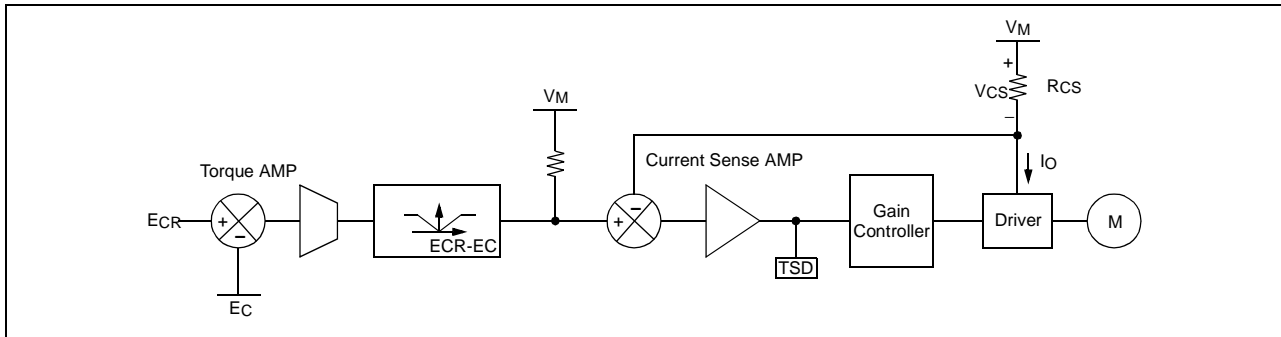 VM
+
VCS
RCS
–
VM
Torque AMP
Current Sense AMP
IO
ECR
+
–
ECR-EC
+
–
Gain
Controller
Driver
M
TSD
EC